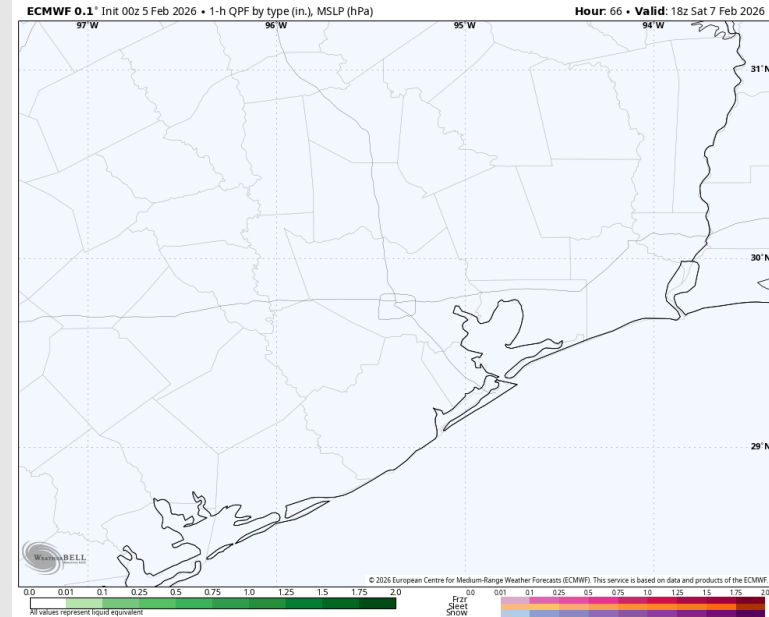 ECMWF 0.1° Init 00z 5 Feb 2026 • 1-h QPF by type (in.), MSLP (hPa) Hour: 66 • Valid: 18z Sat 7 Feb 2026
97°W 96°W 95°W 94°W
31°N
30°N
29°N
WeatherBELL
© 2026 European Centre for Medium-Range Weather Forecasts (ECMWF). This service is based on data and products of the ECMWF.
0.0 0.01 0.1 0.25 0.5 0.75 1.0 1.25 1.5 1.75 2.0 0.0 0.01 0.1 0.25 0.5 0.75 1.0 1.25 1.5 1.75 2.0
All values represent liquid equivalent
Frzr
Sleet
Snow